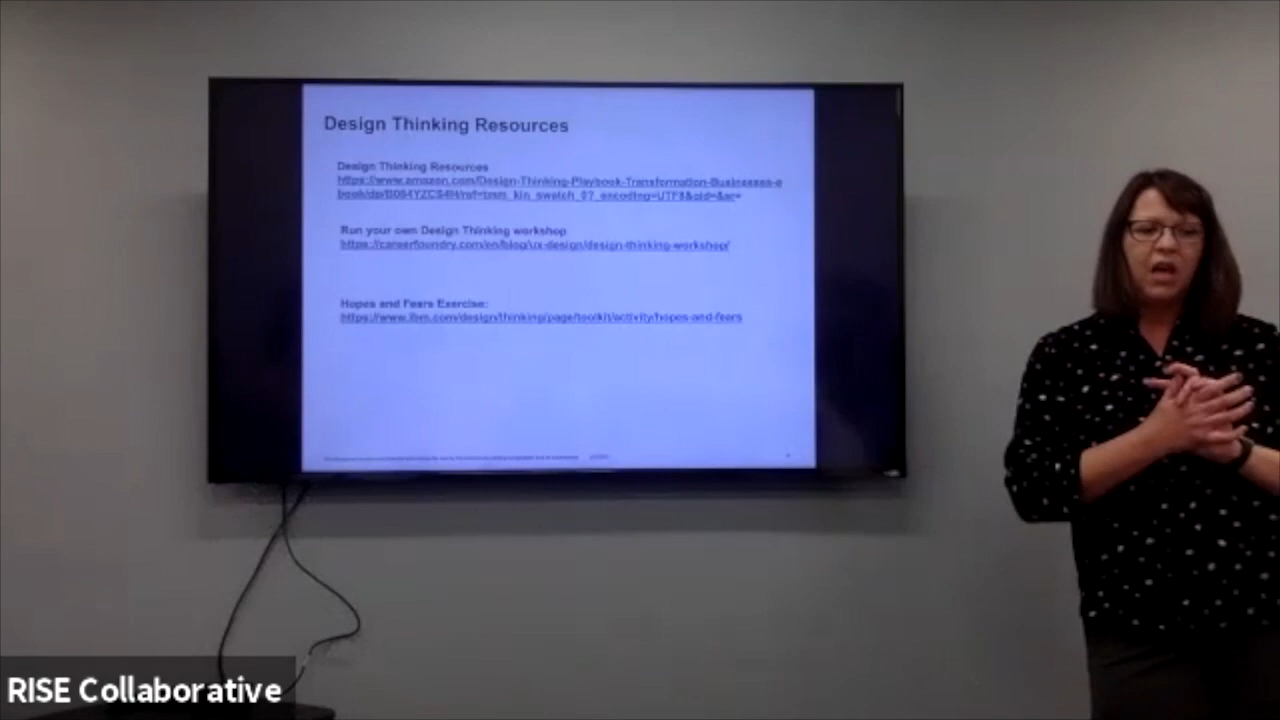 Design Thinking Resources
Design Thinking Resources
https://www.amazon.com/Design-Thinking-Playbook-Transformation-Businesses-e
Run your own Design Thinking workshop
https://careerfoundry.com/en/blog/ux-design/design-thinking-workshop/
Hopes and Fears Exercise:
https://www.ibm.com/design/thinking/page/toolkit/activity/hopes-and-fears
RISE Collaborative